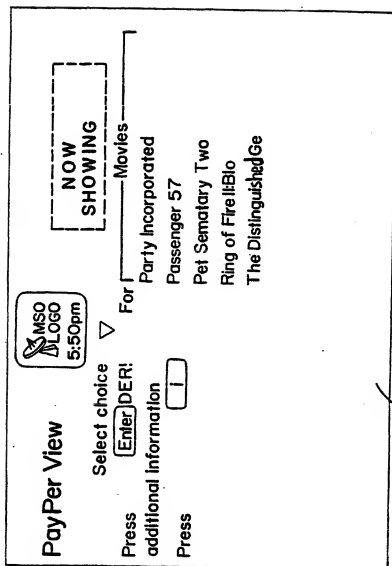 PayPer View
MSO
LOGO
5:50pm
NOW
SHOWING
Select choice
Press Enter DER! For
additional information
Press i
Movies
Party Incorporated
Passenger 57
Pet Sematary Two
Ring of Fire II:Blo
The DistinguishedGe